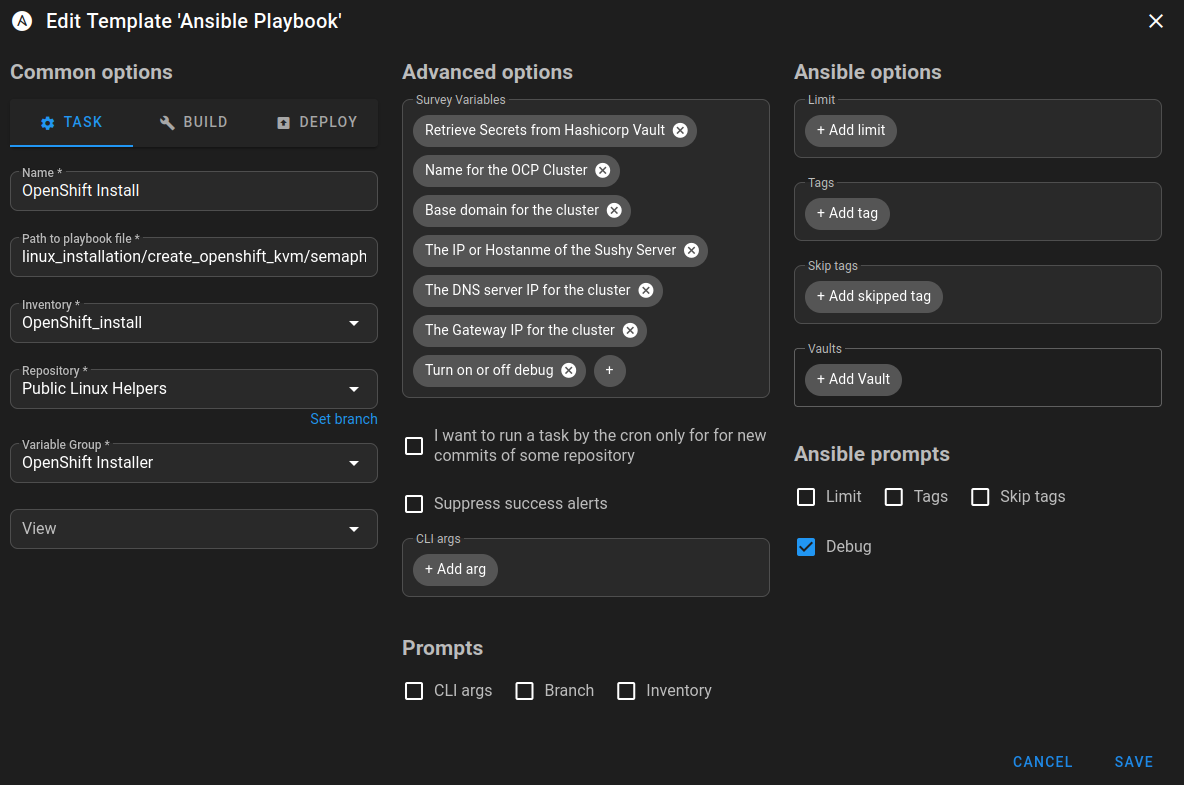 Edit Template 'Ansible Playbook'
Common options
TASK
BUILD
DEPLOY
Name *
OpenShift Install
Path to playbook file *
linux_installation/create_openshift_kvm/semaph
Inventory *
OpenShift_install
Repository *
Public Linux Helpers
Set branch
Variable Group *
OpenShift Installer
View
Advanced options
Survey Variables
Retrieve Secrets from Hashicorp Vault
Name for the OCP Cluster
Base domain for the cluster
The IP or Hostanme of the Sushy Server
The DNS server IP for the cluster
The Gateway IP for the cluster
Turn on or off debug
+
I want to run a task by the cron only for for new
commits of some repository
Suppress success alerts
CLI args
+ Add arg
Prompts
CLI args
Branch
Inventory
Ansible options
Limit
+ Add limit
Tags
+ Add tag
Skip tags
+ Add skipped tag
Vaults
+ Add Vault
Ansible prompts
Limit
Tags
Skip tags
Debug
CANCEL
SAVE